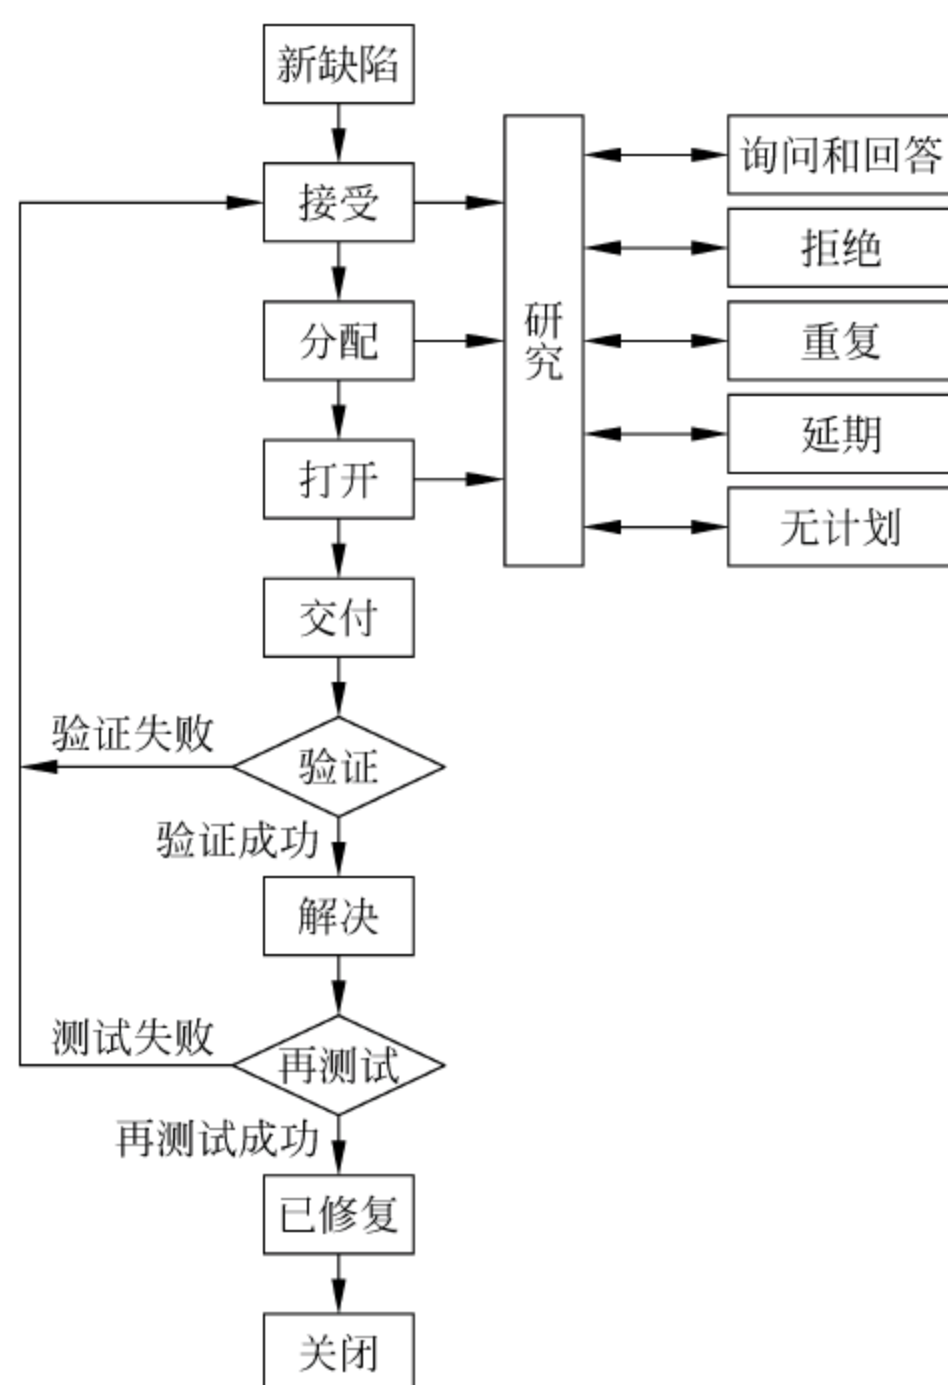 新缺陷
接受
分配
打开
交付
研究
询问和回答
拒绝
重复
延期
无计划
验证失败
验证
验证成功
解决
测试失败
再测试
再测试成功
已修复
关闭